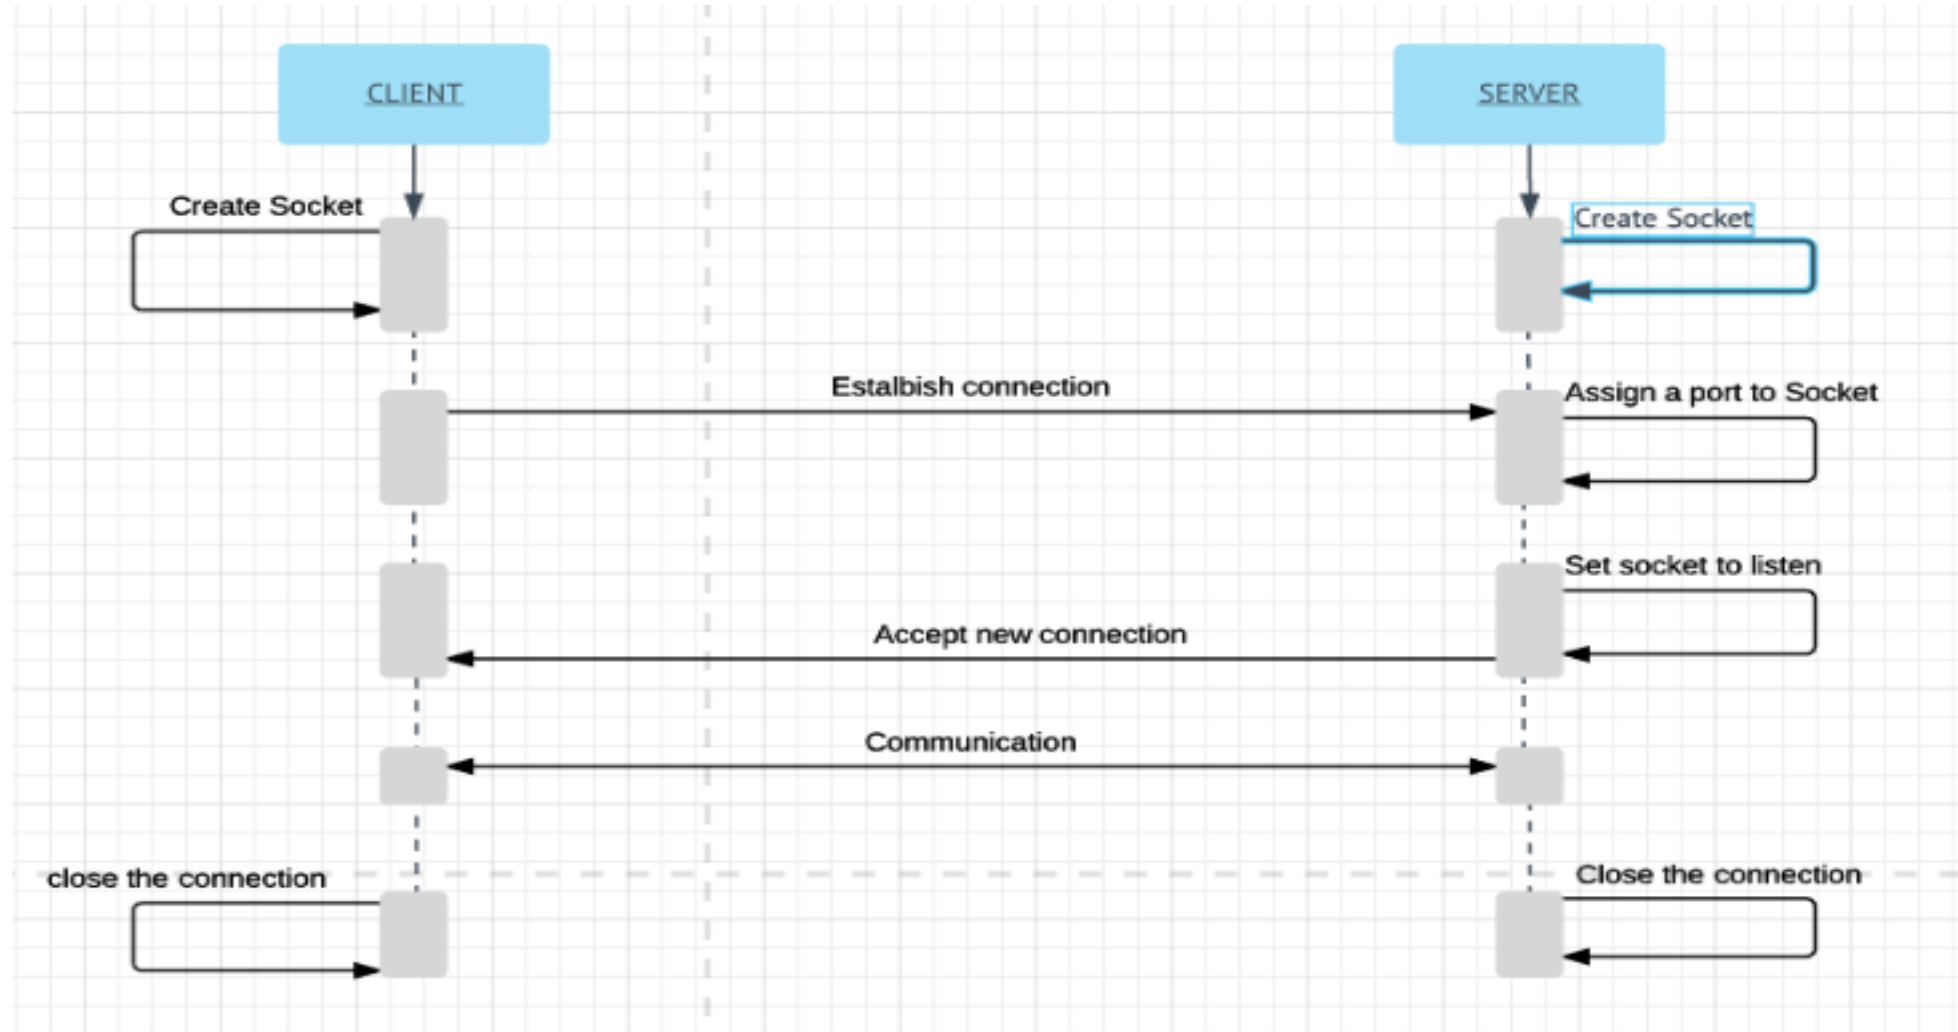 CLIENT
SERVER
Create Socket
Create Socket
Estalbish connection
Assign a port to Socket
Set socket to listen
Accept new connection
Communication
close the connection
Close the connection